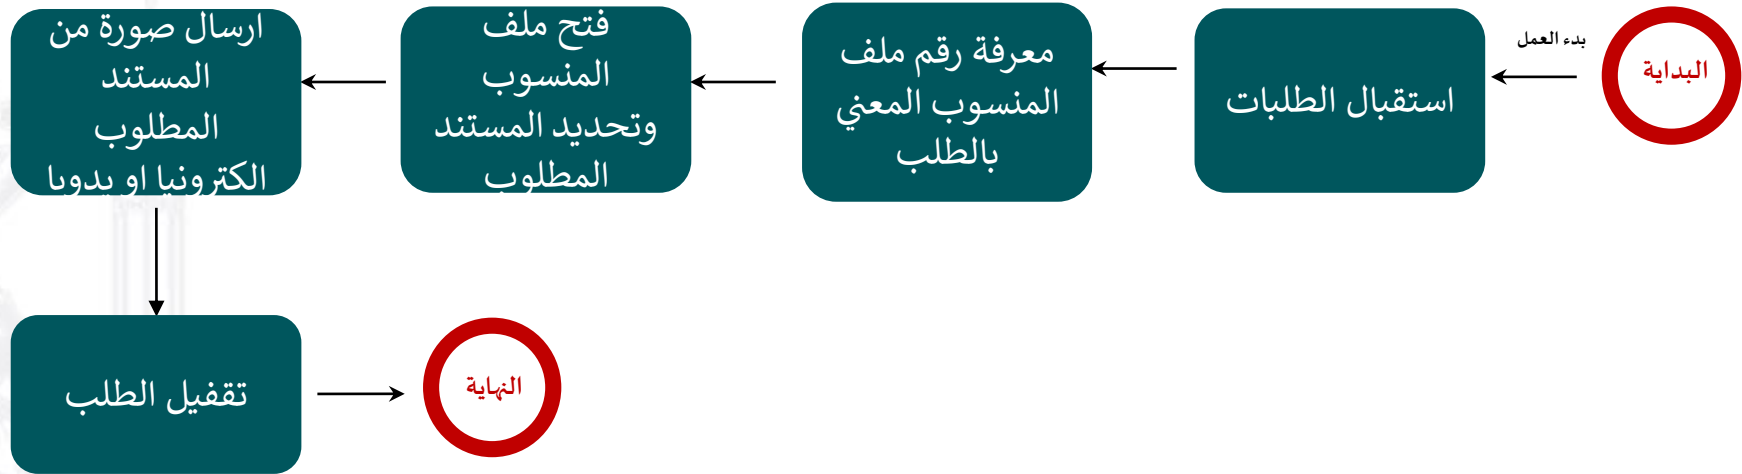 البداية
بدء العمل
استقبال الطلبات
معرفة رقم ملف
المنسوب المعني
بالطلب
فتح ملف
المنسوب
وتحديد المستند
المطلوب
ارسال صورة من
المستند
المطلوب
الكترونيا او يدويا
تقفيل الطلب
النهاية